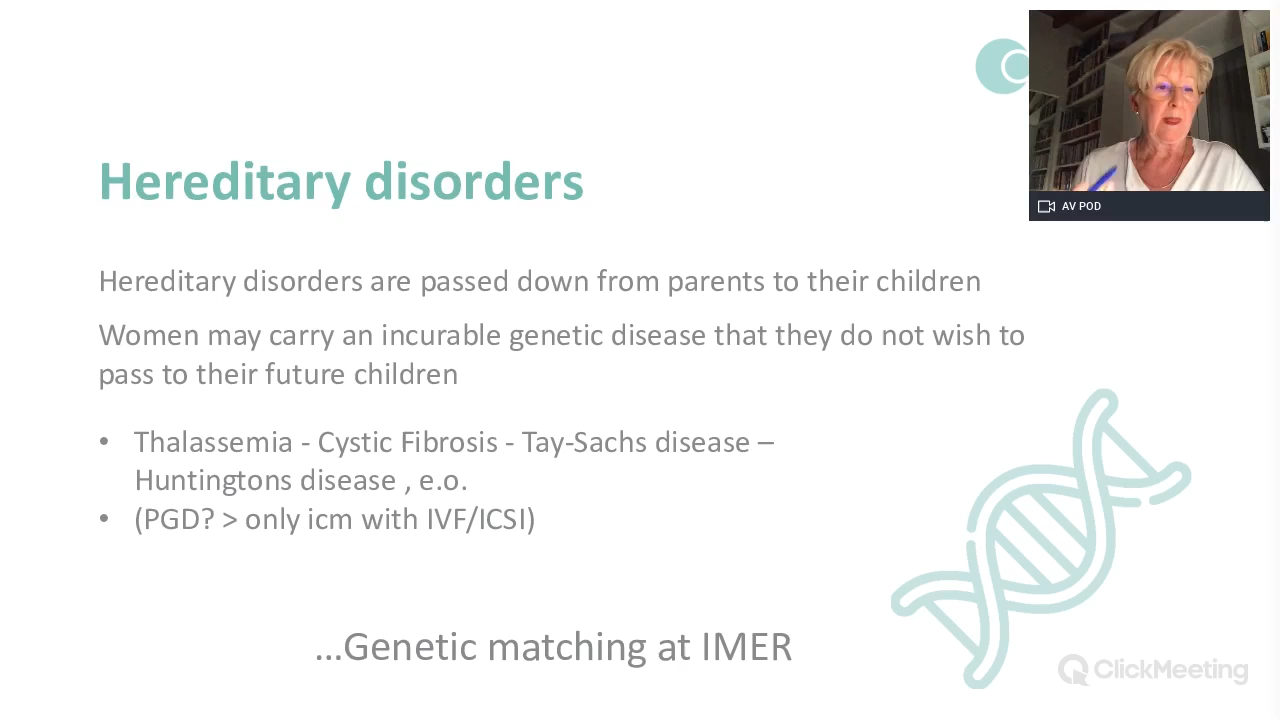 AV POD
Hereditary disorders
Hereditary disorders are passed down from parents to their children
Women may carry an incurable genetic disease that they do not wish to
pass to their future children
• Thalassemia - Cystic Fibrosis - Tay-Sachs disease –
Huntingtons disease , e.o.
• (PGD? > only icm with IVF/ICSI)
...Genetic matching at IMER
ClickMeeting